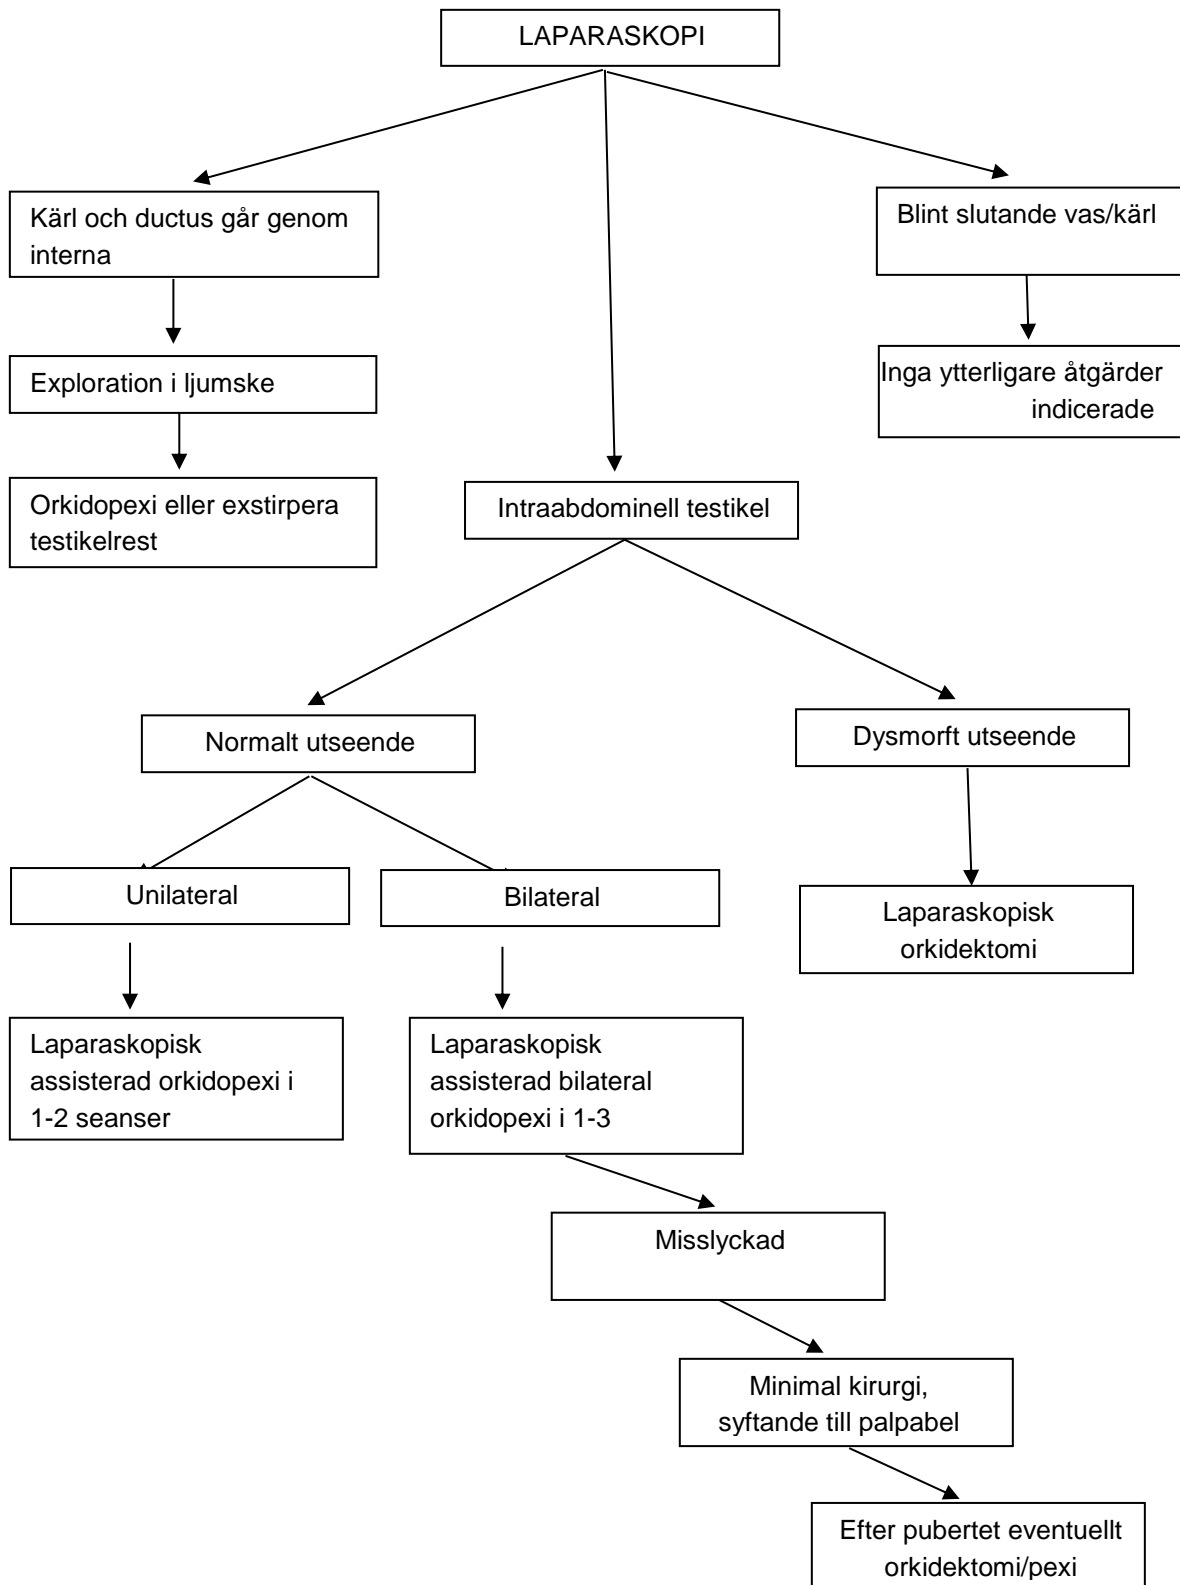 LAPARASKOPI
Kärl och ductus går genom
interna
Blint slutande vas/kärl
Exploration i ljumske
Inga ytterligare åtgärder
indicerade
Orkidopexi eller exstirpera
testikelrest
Intraabdominell testikel
Normalt utseende
Dysmorft utseende
Unilateral
Bilateral
Laparaskopisk
orkidektomi
Laparaskopisk
assisterad orkidopexi i
1-2 seanser
Laparaskopisk
assisterad bilateral
orkidopexi i 1-3
Misslyckad
Minimal kirurgi,
syftande till palpabel
Efter pubertet eventuellt
orkidektomi/pexi